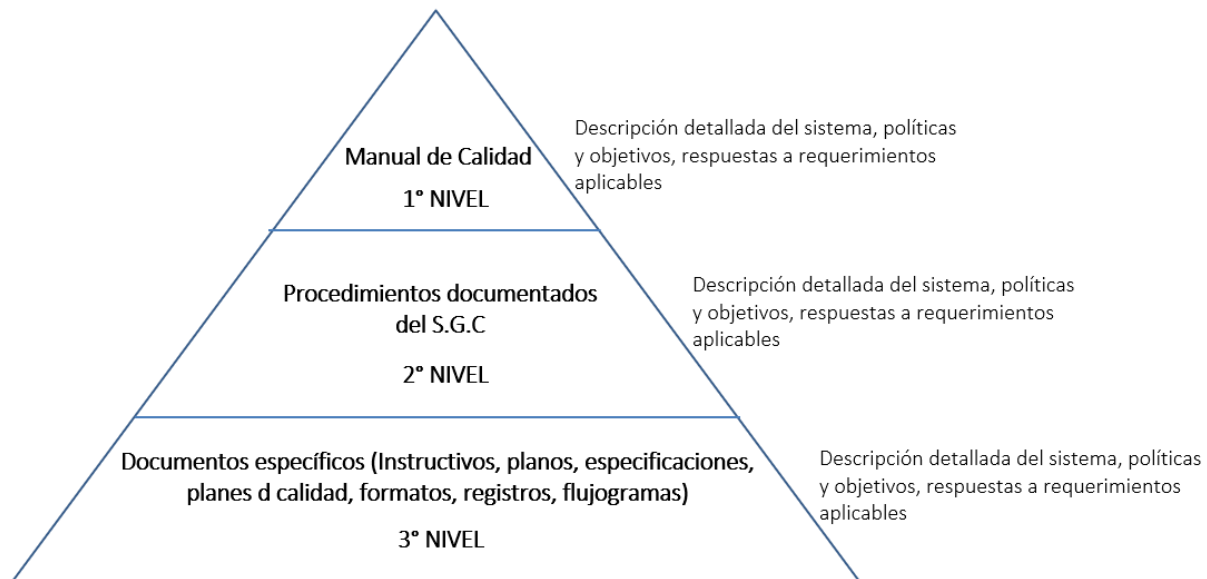 Manual de Calidad
1° NIVEL
Descripción detallada del sistema, políticas
y objetivos, respuestas a requerimientos
aplicables
Procedimientos documentados
del S.G.C
2° NIVEL
Descripción detallada del sistema, políticas
y objetivos, respuestas a requerimientos
aplicables
Documentos específicos (Instructivos, planos, especificaciones,
planes d calidad, formatos, registros, flujogramas)
3° NIVEL
Descripción detallada del sistema, políticas
y objetivos, respuestas a requerimientos
aplicables